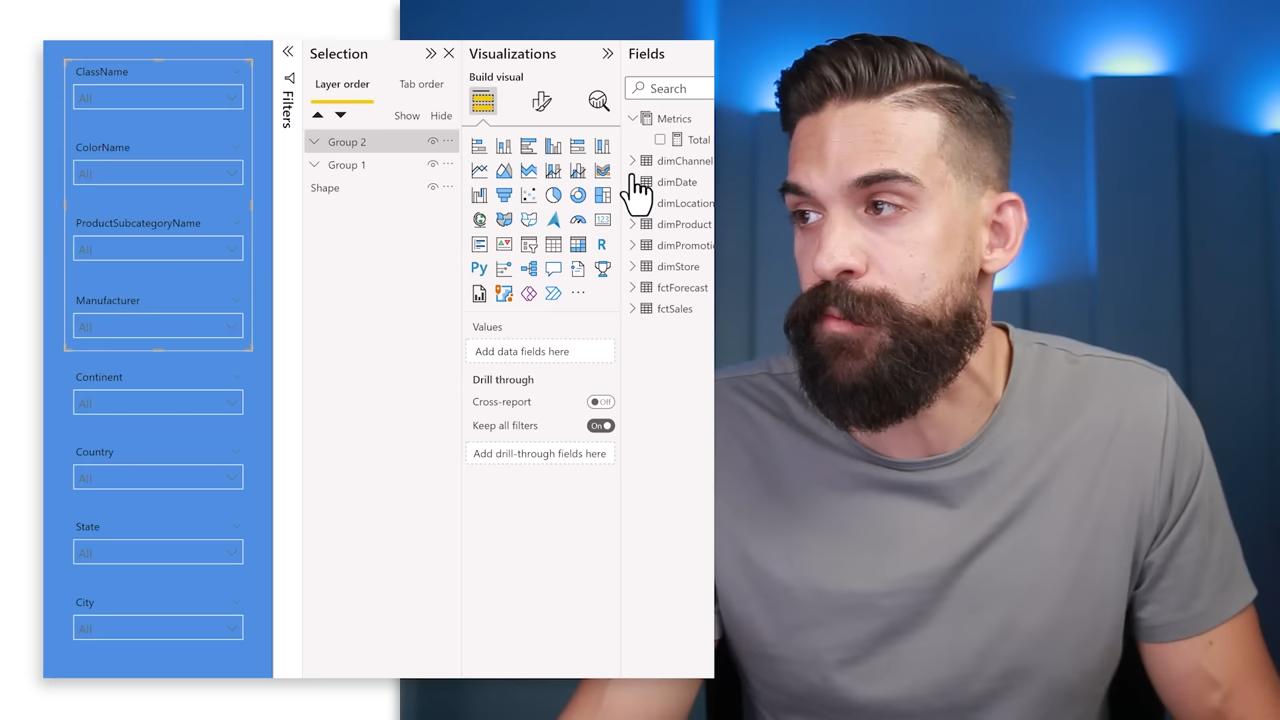 ClassName
All
ColorName
All
ProductSubcategoryName
All
Manufacturer
All
Continent
All
Country
All
State
All
City
All
Filters
Selection
Layer order
Tab order
Show
Hide
Group 2
Group 1
Shape
Visualizations
Build visual
123
R
Py
Values
Add data fields here
Drill through
Cross-report
Off
Keep all filters
On
Add drill-through fields here
Fields
Search
Metrics
Total
dimChannel
dimDate
dimLocation
dimProduct
dimPromoti
dimStore
fctForecast
fctSales